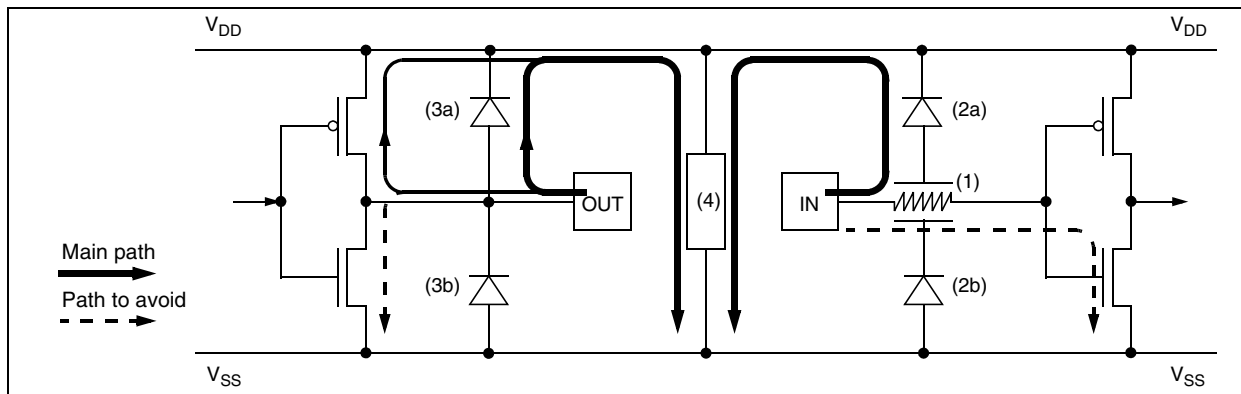 VDD
VDD
(3a)
(2a)
OUT
(4)
IN
(1)
Main path
Path to avoid
(3b)
(2b)
VSS
VSS